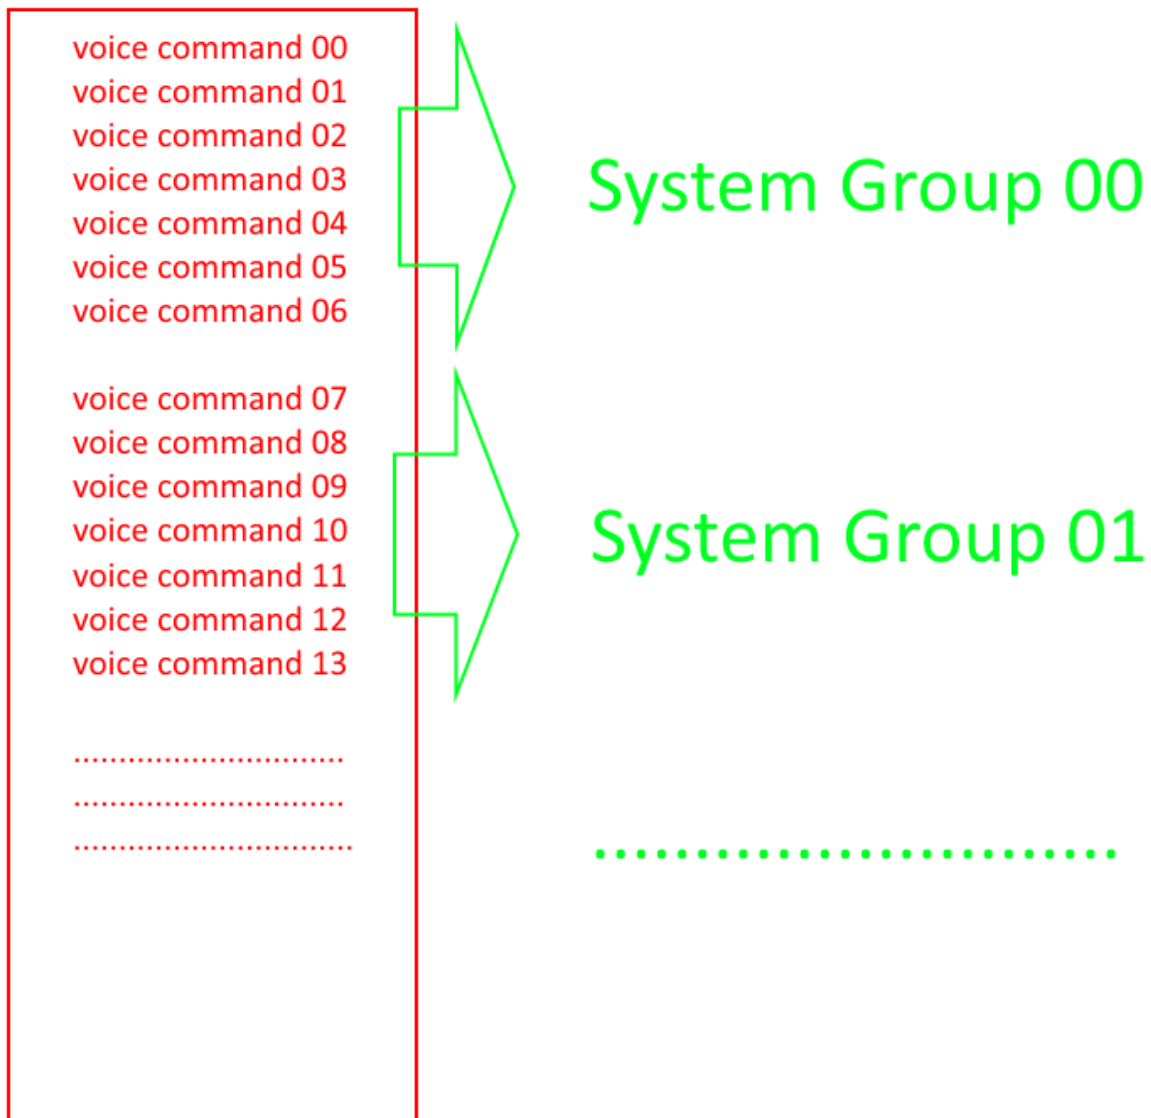 voice command 00
voice command 01
voice command 02
voice command 03
voice command 04
voice command 05
voice command 06
System Group 00
voice command 07
voice command 08
voice command 09
voice command 10
voice command 11
voice command 12
voice command 13
System Group 01
..............................
..............................
...............................
..........................